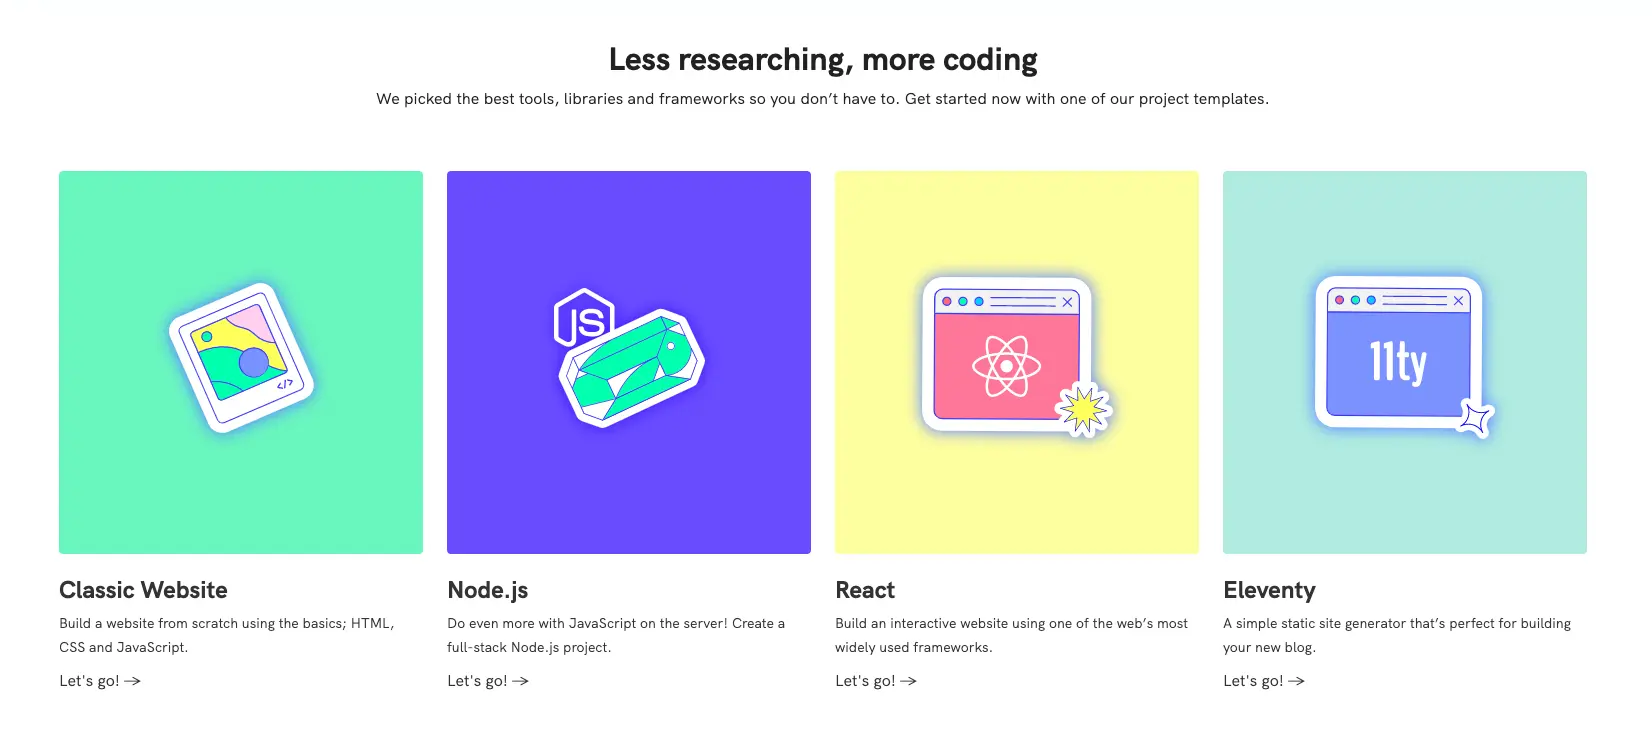 Less researching, more coding
We picked the best tools, libraries and frameworks so you don’t have to. Get started now with one of our project templates.
</>
JS
11ty
Classic Website
Build a website from scratch using the basics; HTML,
CSS and JavaScript.
Let's go! →
Node.js
Do even more with JavaScript on the server! Create a
full-stack Node.js project.
Let's go! →
React
Build an interactive website using one of the web’s most
widely used frameworks.
Let's go! →
Eleventy
A simple static site generator that’s perfect for building
your new blog.
Let's go! →